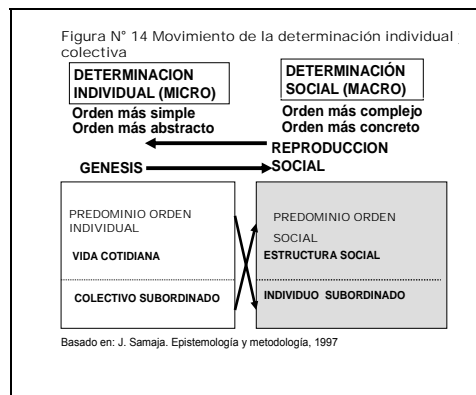 Figura N° 14 Movimiento de la determinación individual y
colectiva
DETERMINACION
INDIVIDUAL (MICRO)
Orden más simple
Orden más abstracto
DETERMINACIÓN
SOCIAL (MACRO)
Orden más complejo
Orden más concreto
REPRODUCCION
SOCIAL
GENESIS
PREDOMINIO ORDEN
INDIVIDUAL
VIDA COTIDIANA
COLECTIVO SUBORDINADO
PREDOMINIO ORDEN
SOCIAL
ESTRUCTURA SOCIAL
INDIVIDUO SUBORDINADO
Basado en: J. Samaja. Epistemología y metodología, 1997